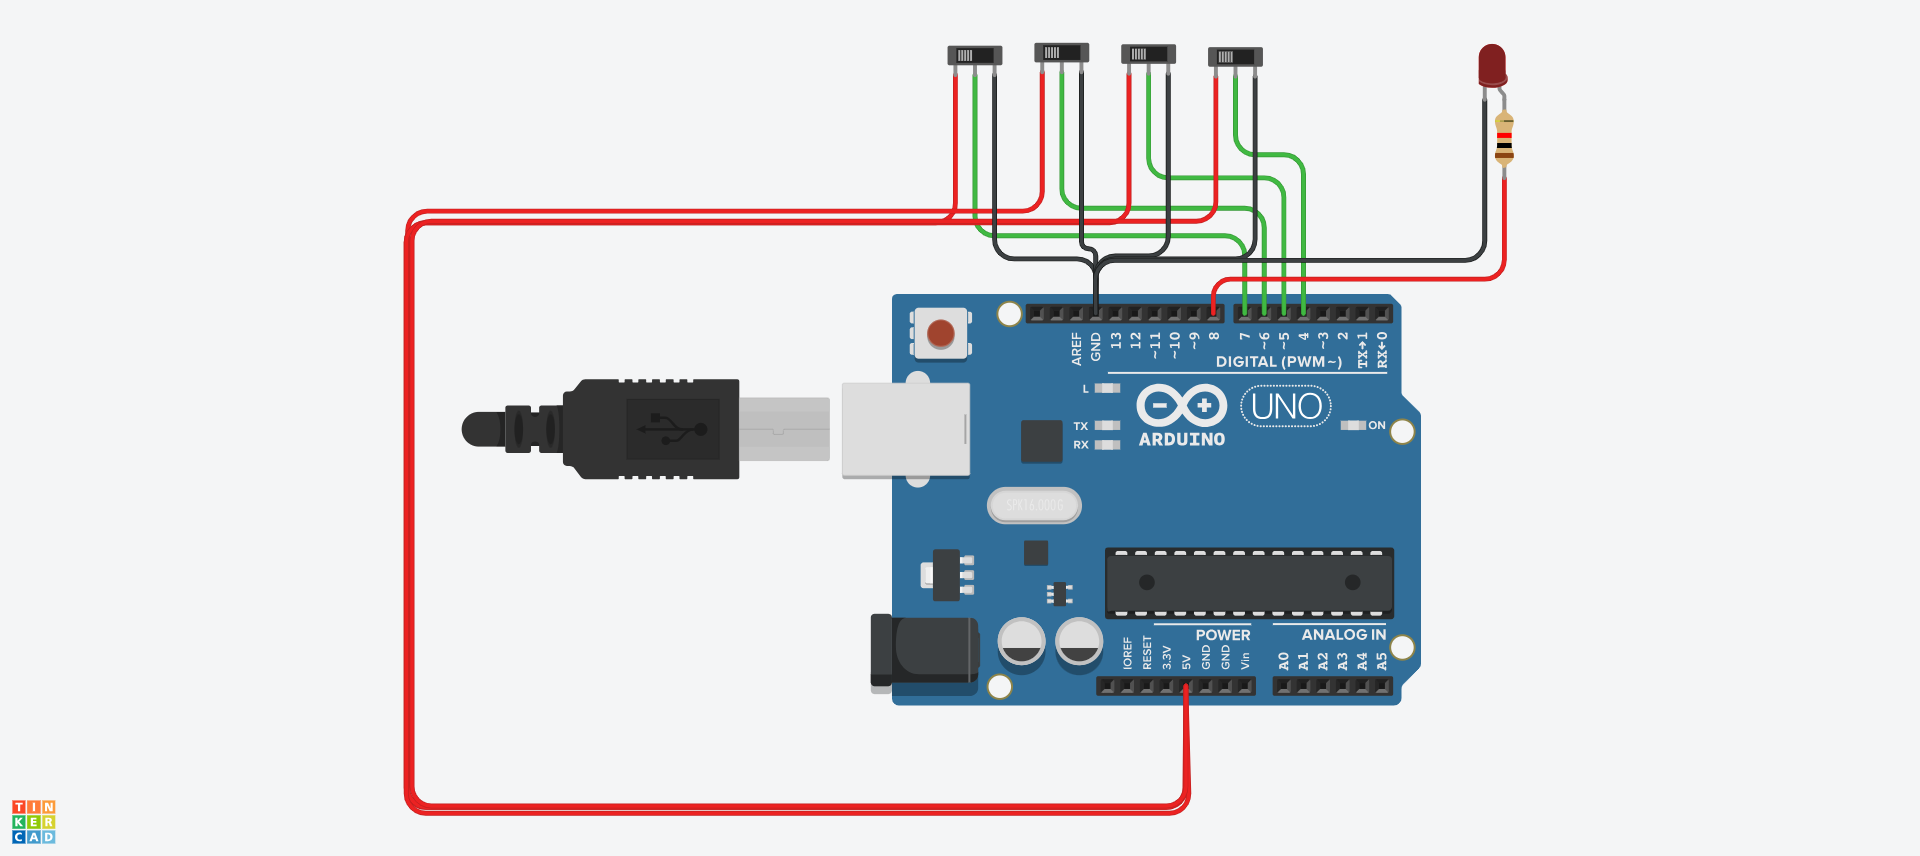 AREF
GND
13
12
~11
~10
~9
8
7
~6
~5
4
~3
2
TX→1
RX←0
DIGITAL (PWM~)
L
TX
RX
ARDUINO
UNO
ON
SPK16.000G
POWER
ANALOG IN
IOREF
RESET
3.3V
5V
GND
GND
Vin
A0
A1
A2
A3
A4
A5
TIN
KER
CAD